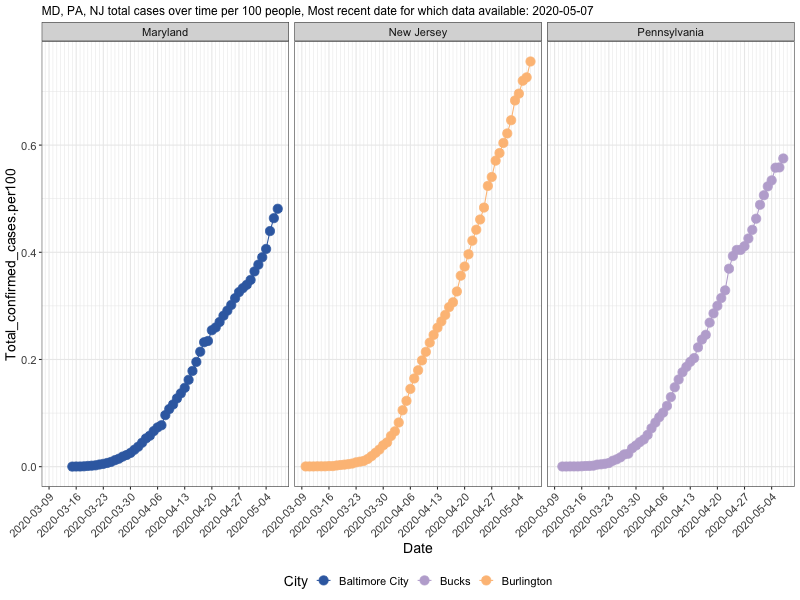 MD, PA, NJ total cases over time per 100 people, Most recent date for which data available: 2020-05-07
Maryland New Jersey Pennsylvania
Total_confirmed_cases.per100
0.6
0.4
0.2
0.0
2020-03-09 2020-03-16 2020-03-23 2020-03-30 2020-04-06 2020-04-13 2020-04-20 2020-04-27 2020-05-04 2020-03-09 2020-03-16 2020-03-23 2020-03-30 2020-04-06 2020-04-13 2020-04-20 2020-04-27 2020-05-04 2020-03-09 2020-03-16 2020-03-23 2020-03-30 2020-04-06 2020-04-13 2020-04-20 2020-04-27 2020-05-04
Date
City Baltimore City Bucks Burlington